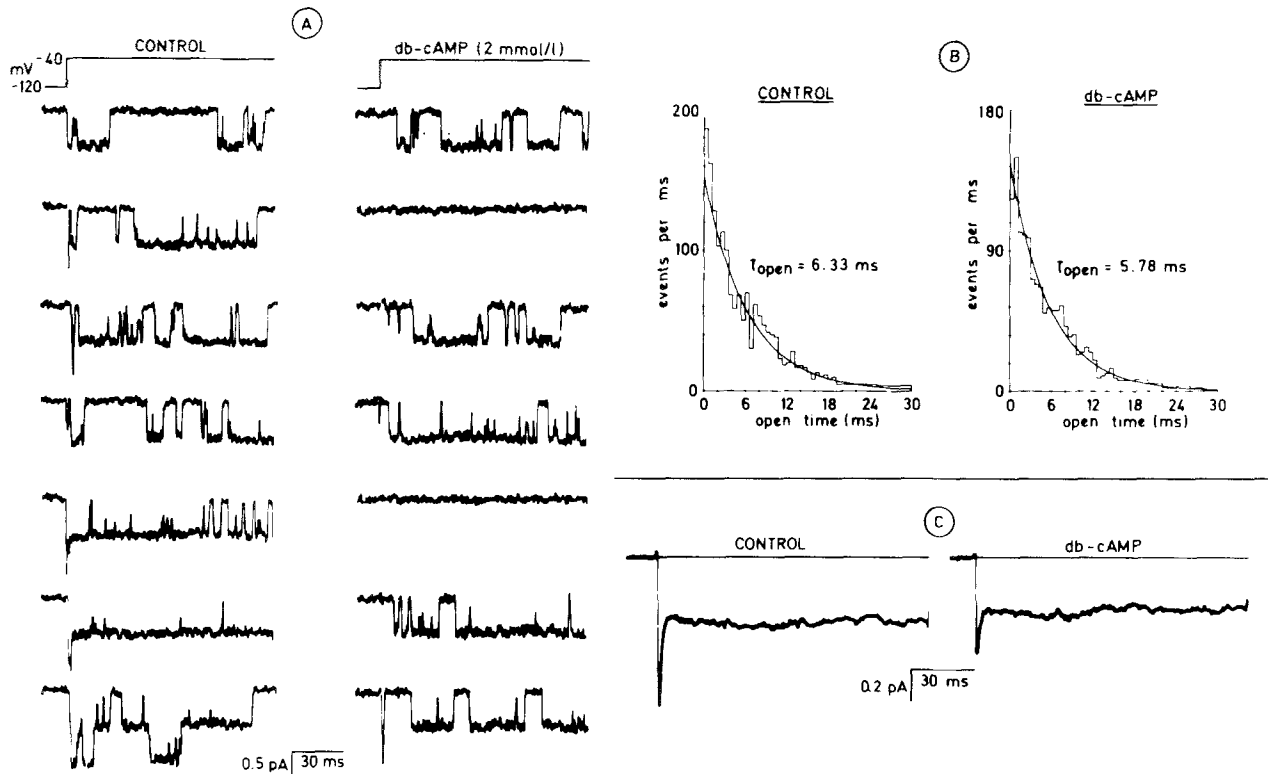 A
CONTROL
mV -40
-120
db-cAMP (2 mmol/l)
0.5 pA 30 ms
B
CONTROL
200
100
0
events per ms
τopen = 6.33 ms
0 6 12 18 24 30
open time (ms)
db-cAMP
180
90
0
events per ms
τopen = 5.78 ms
0 6 12 18 24 30
open time (ms)
C
CONTROL
db-cAMP
0.2 pA 30 ms